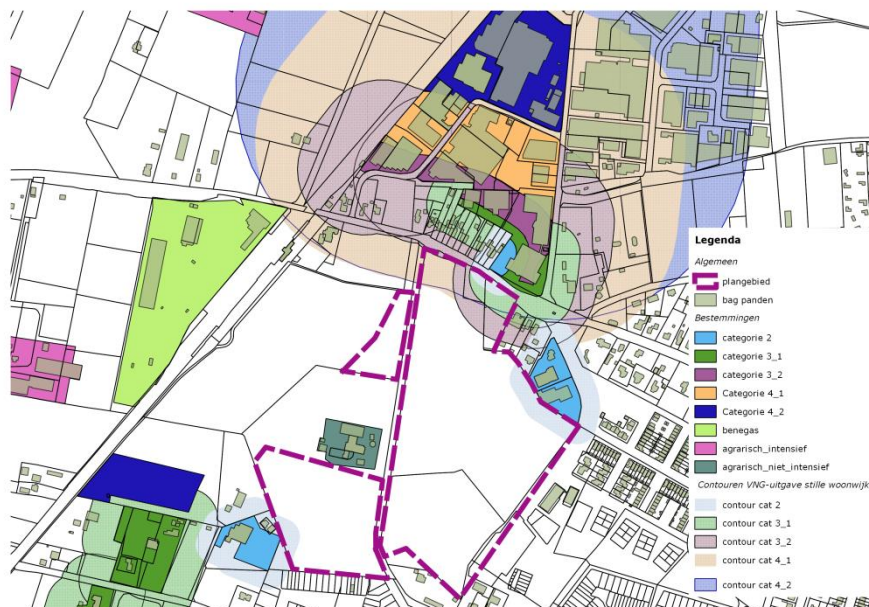 Legenda
Algemeen
plangebied
bag panden
Bestemmingen
categorie 2
categorie 3_1
categorie 3_2
Categorie 4_1
Categorie 4_2
benegas
agrarisch_intensief
agrarisch_niet_intensief
Contouren VNG-uitgave stille woonwijk
contour cat 2
contour cat 3_1
contour cat 3_2
contour cat 4_1
contour cat 4_2